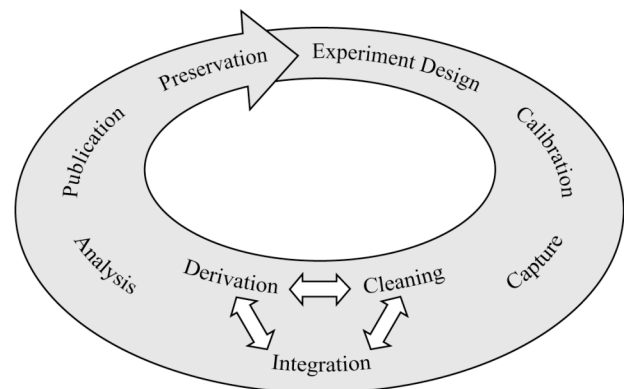 Experiment Design
Calibration
Capture
Cleaning
Integration
Derivation
Analysis
Publication
Preservation